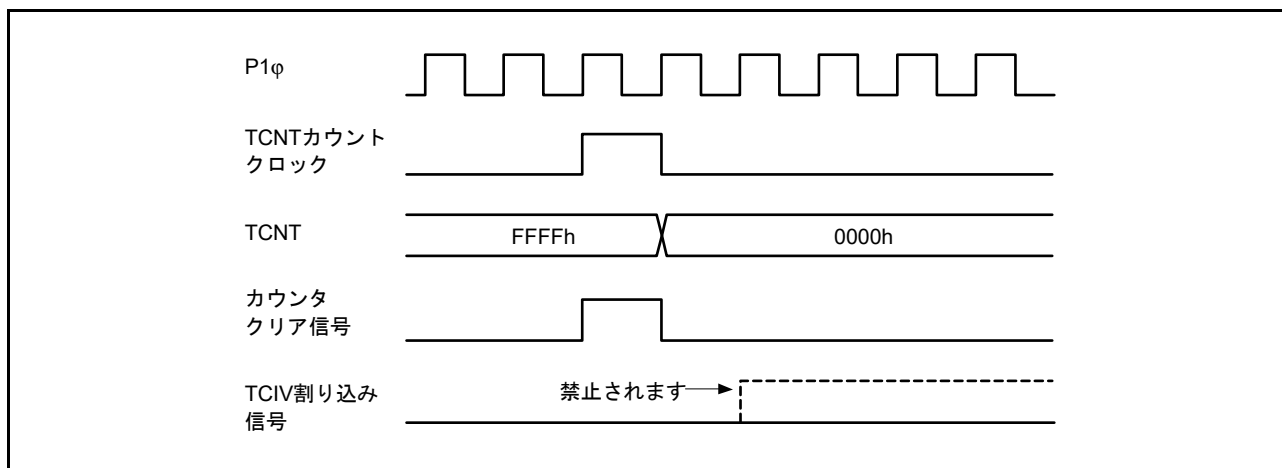 P1φ
TCNTカウント
クロック
TCNT
FFFFh
0000h
カウンタ
クリア信号
TCIV割り込み
信号
禁止されます